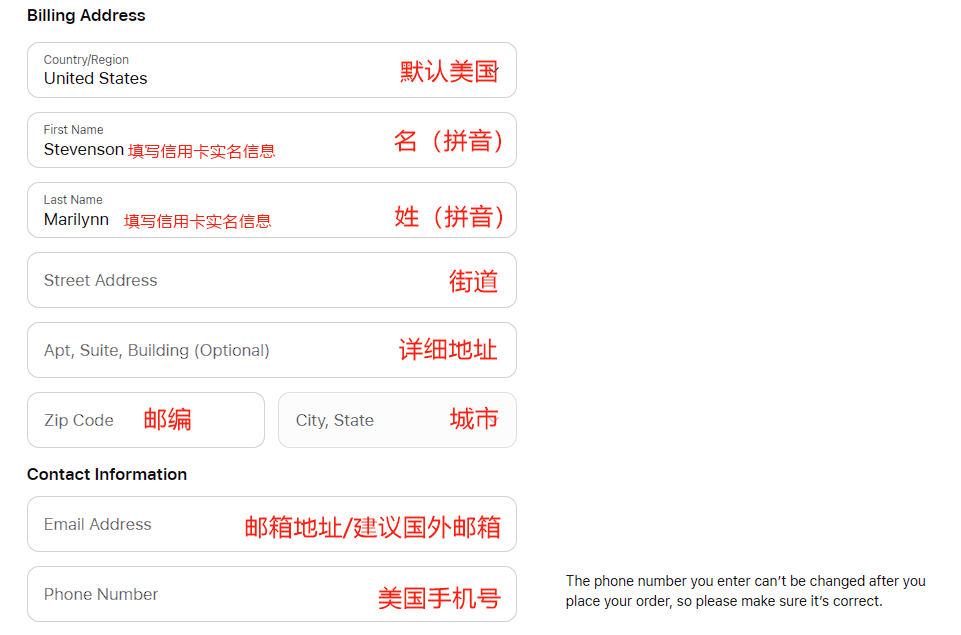 Billing Address
Country/Region
United States 默认美国
First Name
Stevenson 填写信用卡实名信息 名（拼音）
Last Name
Marilynn 填写信用卡实名信息 姓（拼音）
Street Address 街道
Apt, Suite, Building (Optional) 详细地址
Zip Code 邮编 City, State 城市
Contact Information
Email Address 邮箱地址/建议国外邮箱
Phone Number 美国手机号
The phone number you enter can’t be changed after you
place your order, so please make sure it’s correct.